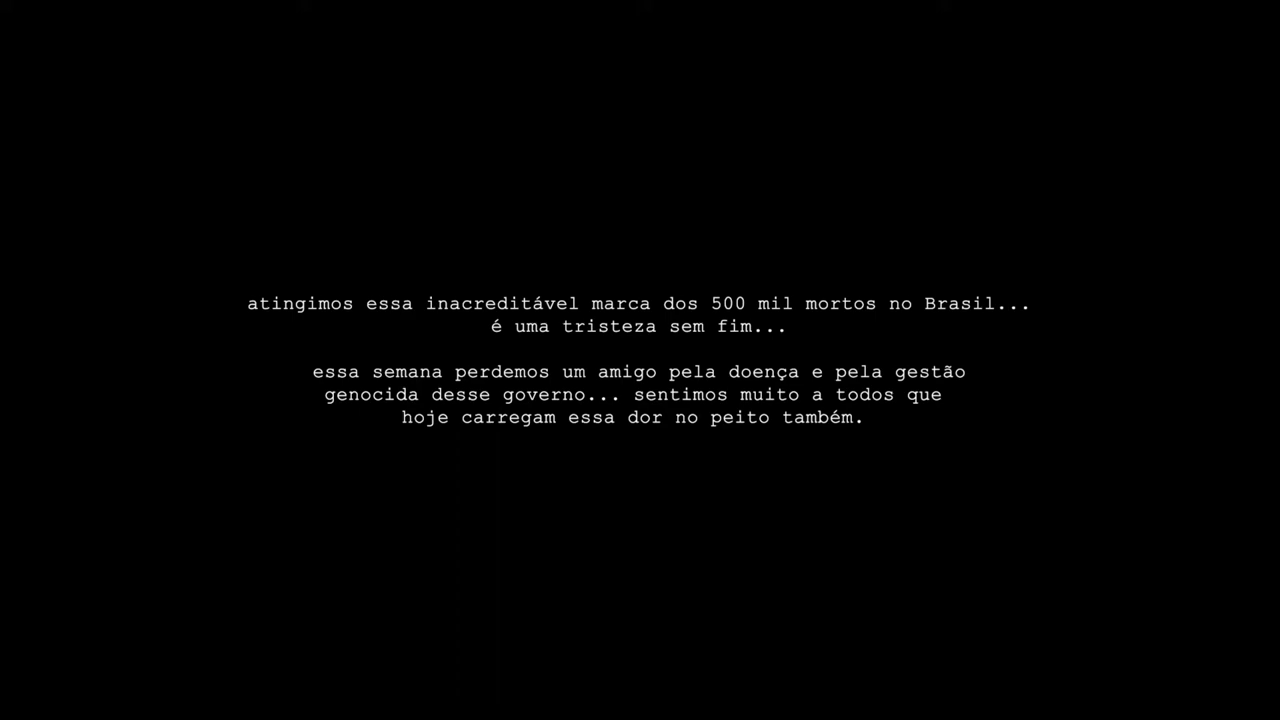 atingimos essa inacreditável marca dos 500 mil mortos no Brasil...
é uma tristeza sem fim...
essa semana perdemos um amigo pela doença e pela gestão
genocida desse governo... sentimos muito a todos que
hoje carregam essa dor no peito também.